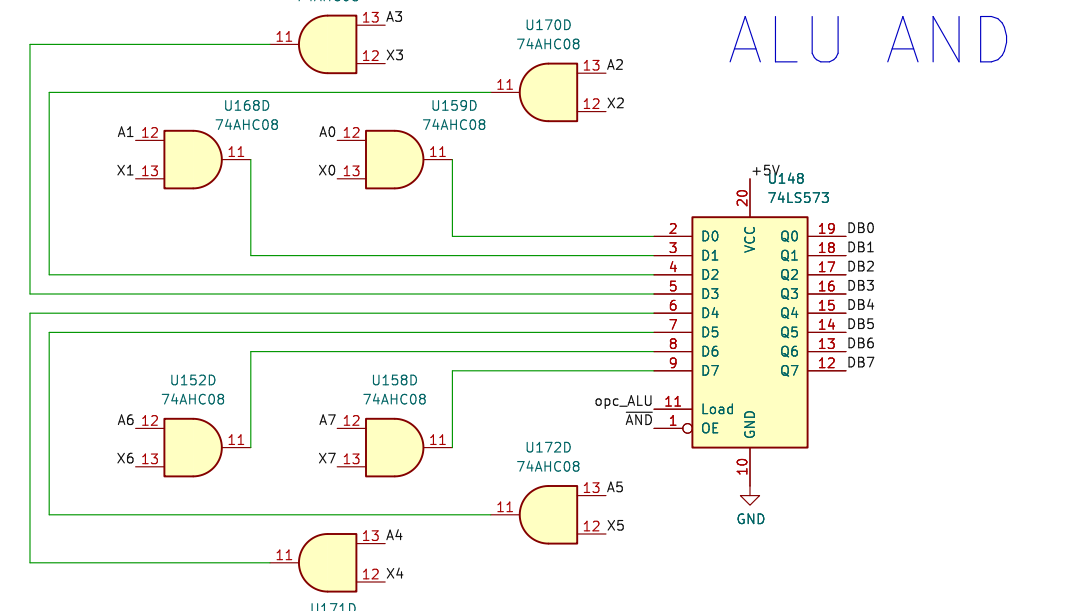 74AHC08
13 A3
11
12 X3
ALU AND
U170D
74AHC08
13 A2
11
12 X2
U168D
74AHC08
A1 12
11
X1 13
U159D
74AHC08
A0 12
11
X0 13
+5V
U148
74LS573
20
VCC
2 D0 Q0 19 DB0
3 D1 Q1 18 DB1
4 D2 Q2 17 DB2
5 D3 Q3 16 DB3
6 D4 Q4 15 DB4
7 D5 Q5 14 DB5
8 D6 Q6 13 DB6
9 D7 Q7 12 DB7
opc_ALU 11 Load
AND 1 OE
GND
10
GND
U152D
74AHC08
A6 12
11
X6 13
U158D
74AHC08
A7 12
11
X7 13
U172D
74AHC08
13 A5
11
12 X5
13 A4
11
12 X4
U171D